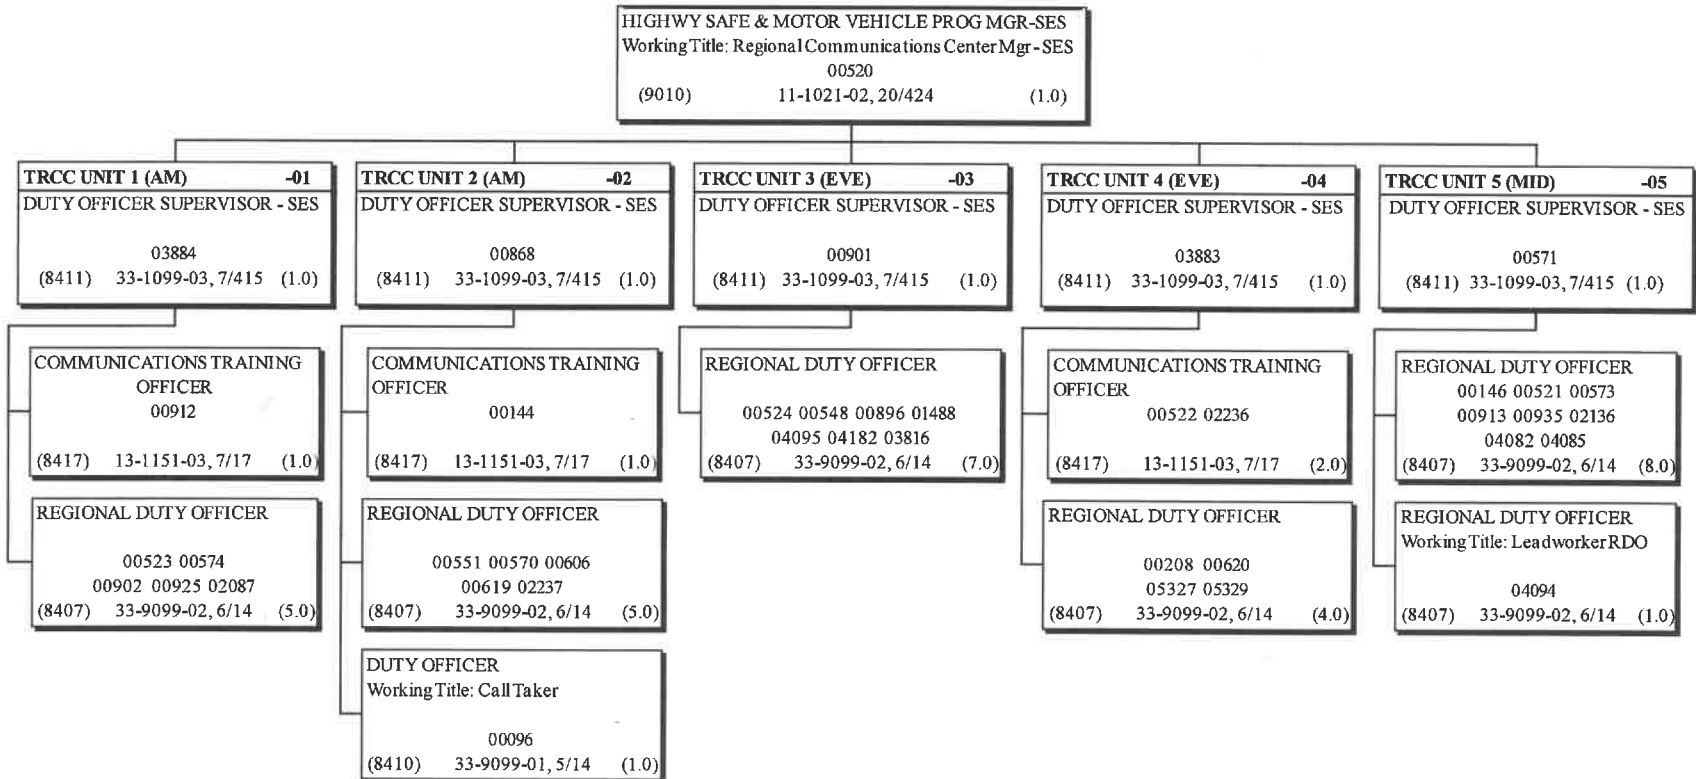 HIGHWY SAFE & MOTOR VEHICLE PROG MGR-SES
Working Title: Regional Communications Center Mgr - SES
00520
(9010) 11-1021-02, 20/424 (1.0)
TRCC UNIT 1 (AM) -01
DUTY OFFICER SUPERVISOR - SES
03884
(8411) 33-1099-03, 7/415 (1.0)
COMMUNICATIONS TRAINING
OFFICER
00912
(8417) 13-1151-03, 7/17 (1.0)
REGIONAL DUTY OFFICER
00523 00574
00902 00925 02087
(8407) 33-9099-02, 6/14 (5.0)
TRCC UNIT 2 (AM) -02
DUTY OFFICER SUPERVISOR - SES
00868
(8411) 33-1099-03, 7/415 (1.0)
COMMUNICATIONS TRAINING
OFFICER
00144
(8417) 13-1151-03, 7/17 (1.0)
REGIONAL DUTY OFFICER
00551 00570 00606
00619 02237
(8407) 33-9099-02, 6/14 (5.0)
DUTY OFFICER
Working Title: Call Taker
00096
(8410) 33-9099-01, 5/14 (1.0)
TRCC UNIT 3 (EVE) -03
DUTY OFFICER SUPERVISOR - SES
00901
(8411) 33-1099-03, 7/415 (1.0)
REGIONAL DUTY OFFICER
00524 00548 00896 01488
04095 04182 03816
(8407) 33-9099-02, 6/14 (7.0)
TRCC UNIT 4 (EVE) -04
DUTY OFFICER SUPERVISOR - SES
03883
(8411) 33-1099-03, 7/415 (1.0)
COMMUNICATIONS TRAINING
OFFICER
00522 02236
(8417) 13-1151-03, 7/17 (2.0)
REGIONAL DUTY OFFICER
00208 00620
05327 05329
(8407) 33-9099-02, 6/14 (4.0)
TRCC UNIT 5 (MID) -05
DUTY OFFICER SUPERVISOR - SES
00571
(8411) 33-1099-03, 7/415 (1.0)
REGIONAL DUTY OFFICER
00146 00521 00573
00913 00935 02136
04082 04085
(8407) 33-9099-02, 6/14 (8.0)
REGIONAL DUTY OFFICER
Working Title: Leadworker RDO
04094
(8407) 33-9099-02, 6/14 (1.0)